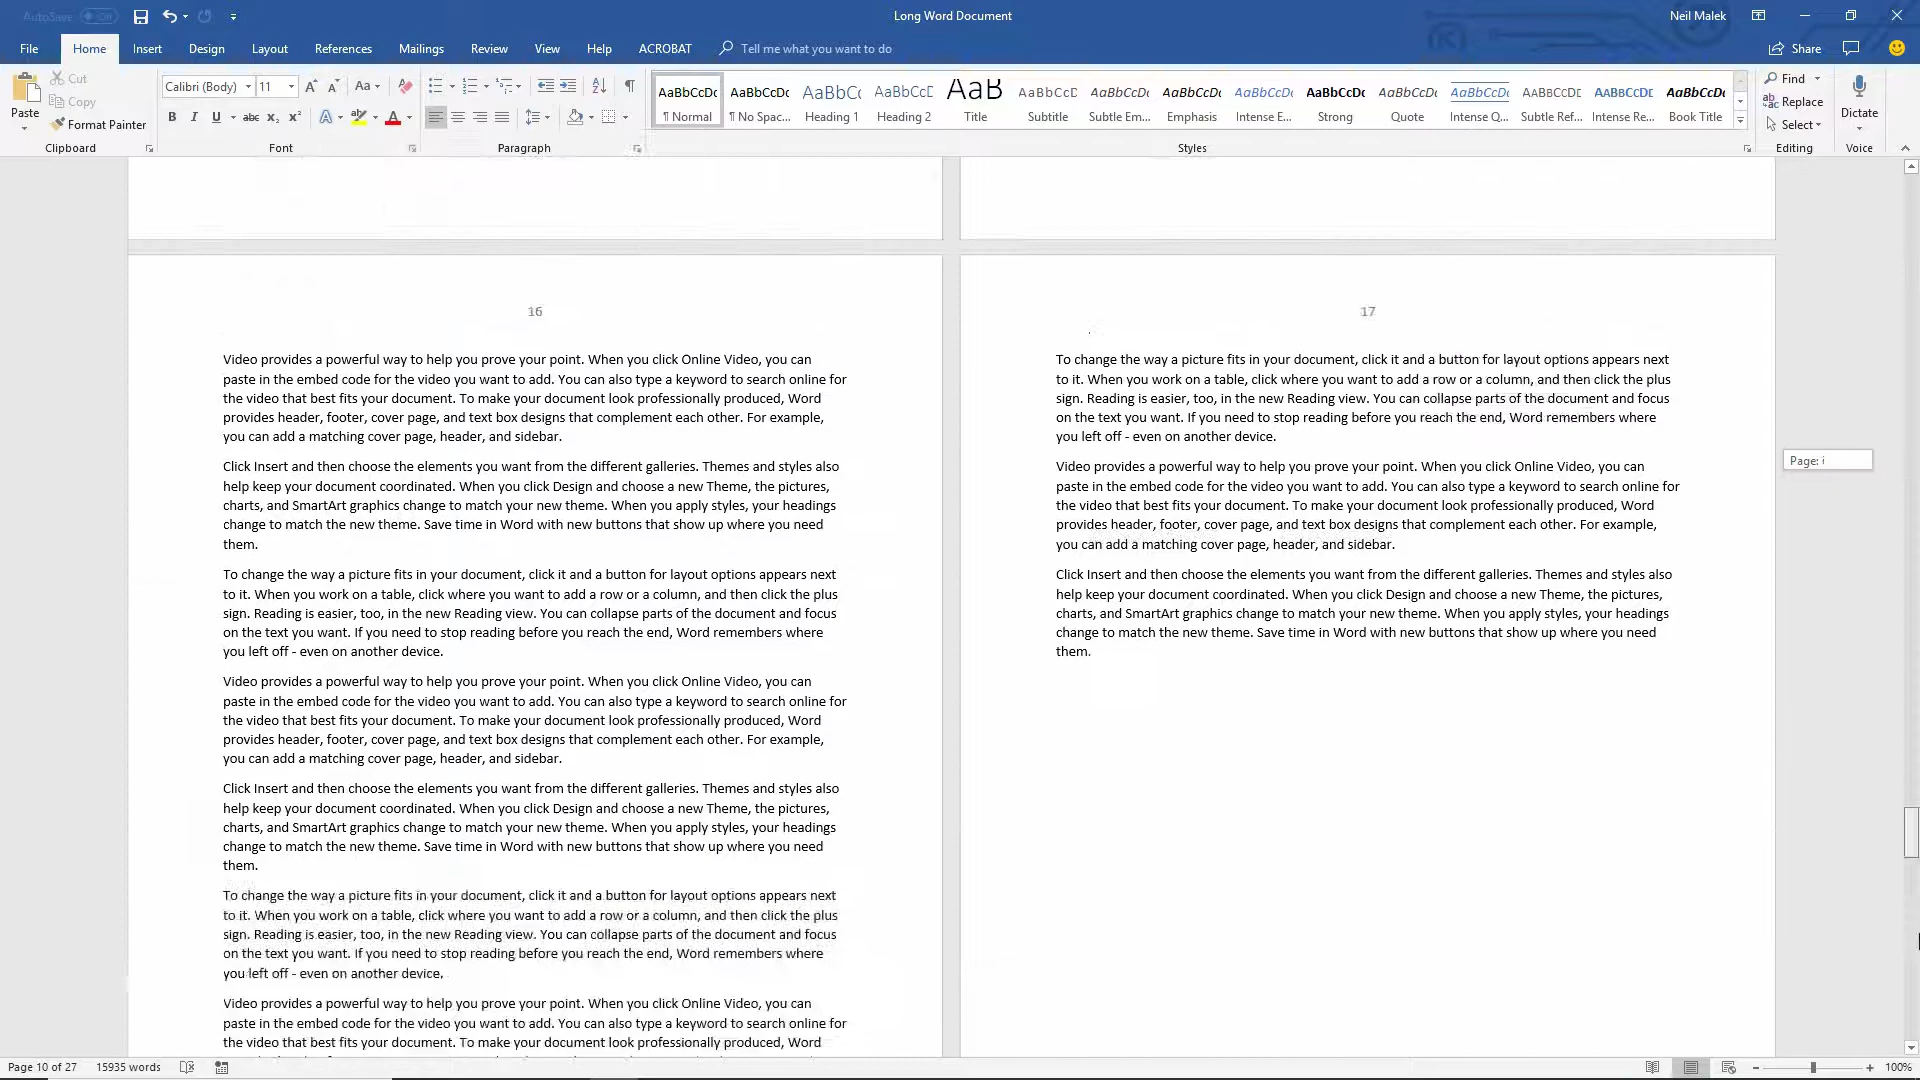 AutoSave Off
Long Word Document
Neil Malek
File Home Insert Design Layout References Mailings Review View Help ACROBAT Tell me what you want to do
Share
Paste
Cut
Copy
Format Painter
Clipboard
Calibri (Body) 11
Font
Paragraph
AaBbCcDc AaBbCcDc AaBbCc AaBbCcD AaB AaBbCcD AaBbCcDc AaBbCcDc AaBbCcDc AaBbCcDc AaBbCcDc AaBbCcDc AABBCCDE AABBCCDE AaBbCcDc
¶ Normal ¶ No Spac... Heading 1 Heading 2 Title Subtitle Subtle Em... Emphasis Intense E... Strong Quote Intense Q... Subtle Ref... Intense Re... Book Title
Styles
Find
Replace
Select
Editing
Dictate
Voice
16
Video provides a powerful way to help you prove your point. When you click Online Video, you can
paste in the embed code for the video you want to add. You can also type a keyword to search online for
the video that best fits your document. To make your document look professionally produced, Word
provides header, footer, cover page, and text box designs that complement each other. For example,
you can add a matching cover page, header, and sidebar.
Click Insert and then choose the elements you want from the different galleries. Themes and styles also
help keep your document coordinated. When you click Design and choose a new Theme, the pictures,
charts, and SmartArt graphics change to match your new theme. When you apply styles, your headings
change to match the new theme. Save time in Word with new buttons that show up where you need
them.
To change the way a picture fits in your document, click it and a button for layout options appears next
to it. When you work on a table, click where you want to add a row or a column, and then click the plus
sign. Reading is easier, too, in the new Reading view. You can collapse parts of the document and focus
on the text you want. If you need to stop reading before you reach the end, Word remembers where
you left off - even on another device.
Video provides a powerful way to help you prove your point. When you click Online Video, you can
paste in the embed code for the video you want to add. You can also type a keyword to search online for
the video that best fits your document. To make your document look professionally produced, Word
provides header, footer, cover page, and text box designs that complement each other. For example,
you can add a matching cover page, header, and sidebar.
Click Insert and then choose the elements you want from the different galleries. Themes and styles also
help keep your document coordinated. When you click Design and choose a new Theme, the pictures,
charts, and SmartArt graphics change to match your new theme. When you apply styles, your headings
change to match the new theme. Save time in Word with new buttons that show up where you need
them.
To change the way a picture fits in your document, click it and a button for layout options appears next
to it. When you work on a table, click where you want to add a row or a column, and then click the plus
sign. Reading is easier, too, in the new Reading view. You can collapse parts of the document and focus
on the text you want. If you need to stop reading before you reach the end, Word remembers where
you left off - even on another device.
Video provides a powerful way to help you prove your point. When you click Online Video, you can
paste in the embed code for the video you want to add. You can also type a keyword to search online for
the video that best fits your document. To make your document look professionally produced, Word
17
To change the way a picture fits in your document, click it and a button for layout options appears next
to it. When you work on a table, click where you want to add a row or a column, and then click the plus
sign. Reading is easier, too, in the new Reading view. You can collapse parts of the document and focus
on the text you want. If you need to stop reading before you reach the end, Word remembers where
you left off - even on another device.
Video provides a powerful way to help you prove your point. When you click Online Video, you can
paste in the embed code for the video you want to add. You can also type a keyword to search online for
the video that best fits your document. To make your document look professionally produced, Word
provides header, footer, cover page, and text box designs that complement each other. For example,
you can add a matching cover page, header, and sidebar.
Click Insert and then choose the elements you want from the different galleries. Themes and styles also
help keep your document coordinated. When you click Design and choose a new Theme, the pictures,
charts, and SmartArt graphics change to match your new theme. When you apply styles, your headings
change to match the new theme. Save time in Word with new buttons that show up where you need
them.
Page: i
Page 10 of 27 15935 words
100%